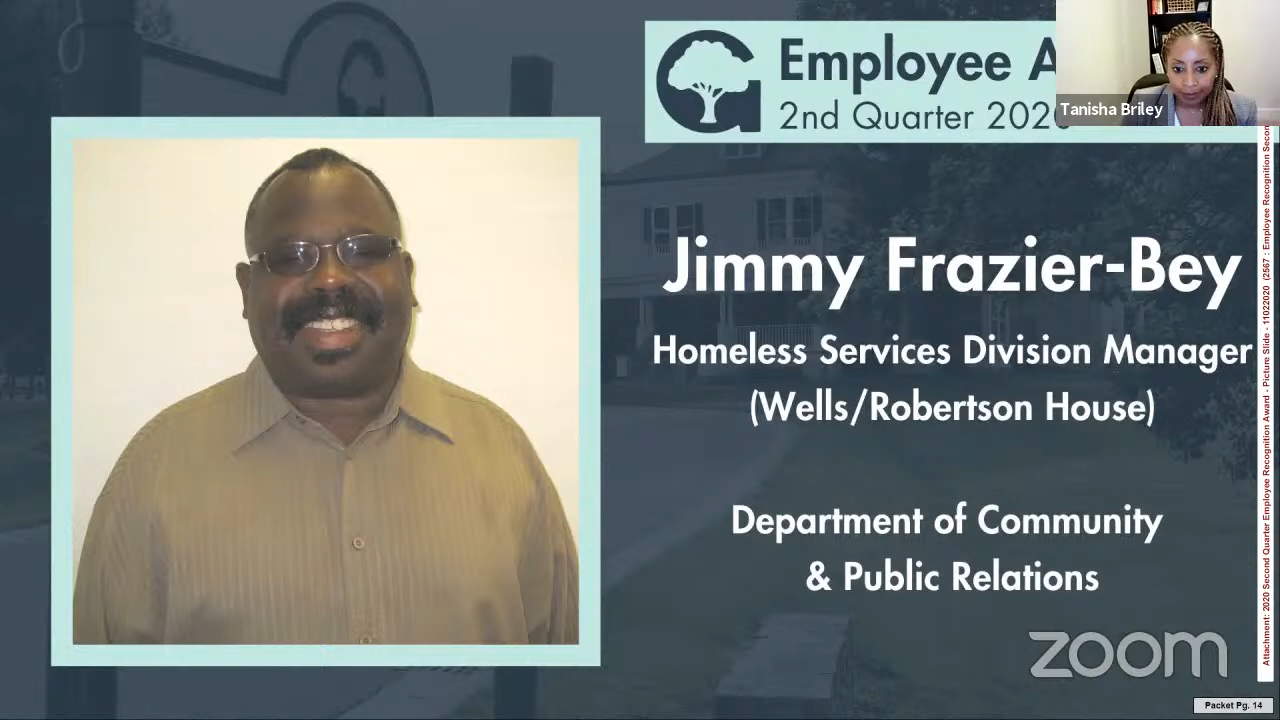 Employee A
2nd Quarter 2020
Tanisha Briley
Jimmy Frazier-Bey
Homeless Services Division Manager
(Wells/Robertson House)
Department of Community
& Public Relations
zoom
Attachment: 2020 Second Quarter Employee Recognition Award - Picture Slide - 11022020 (2567 : Employee Recognition Secon
Packet Pg. 14